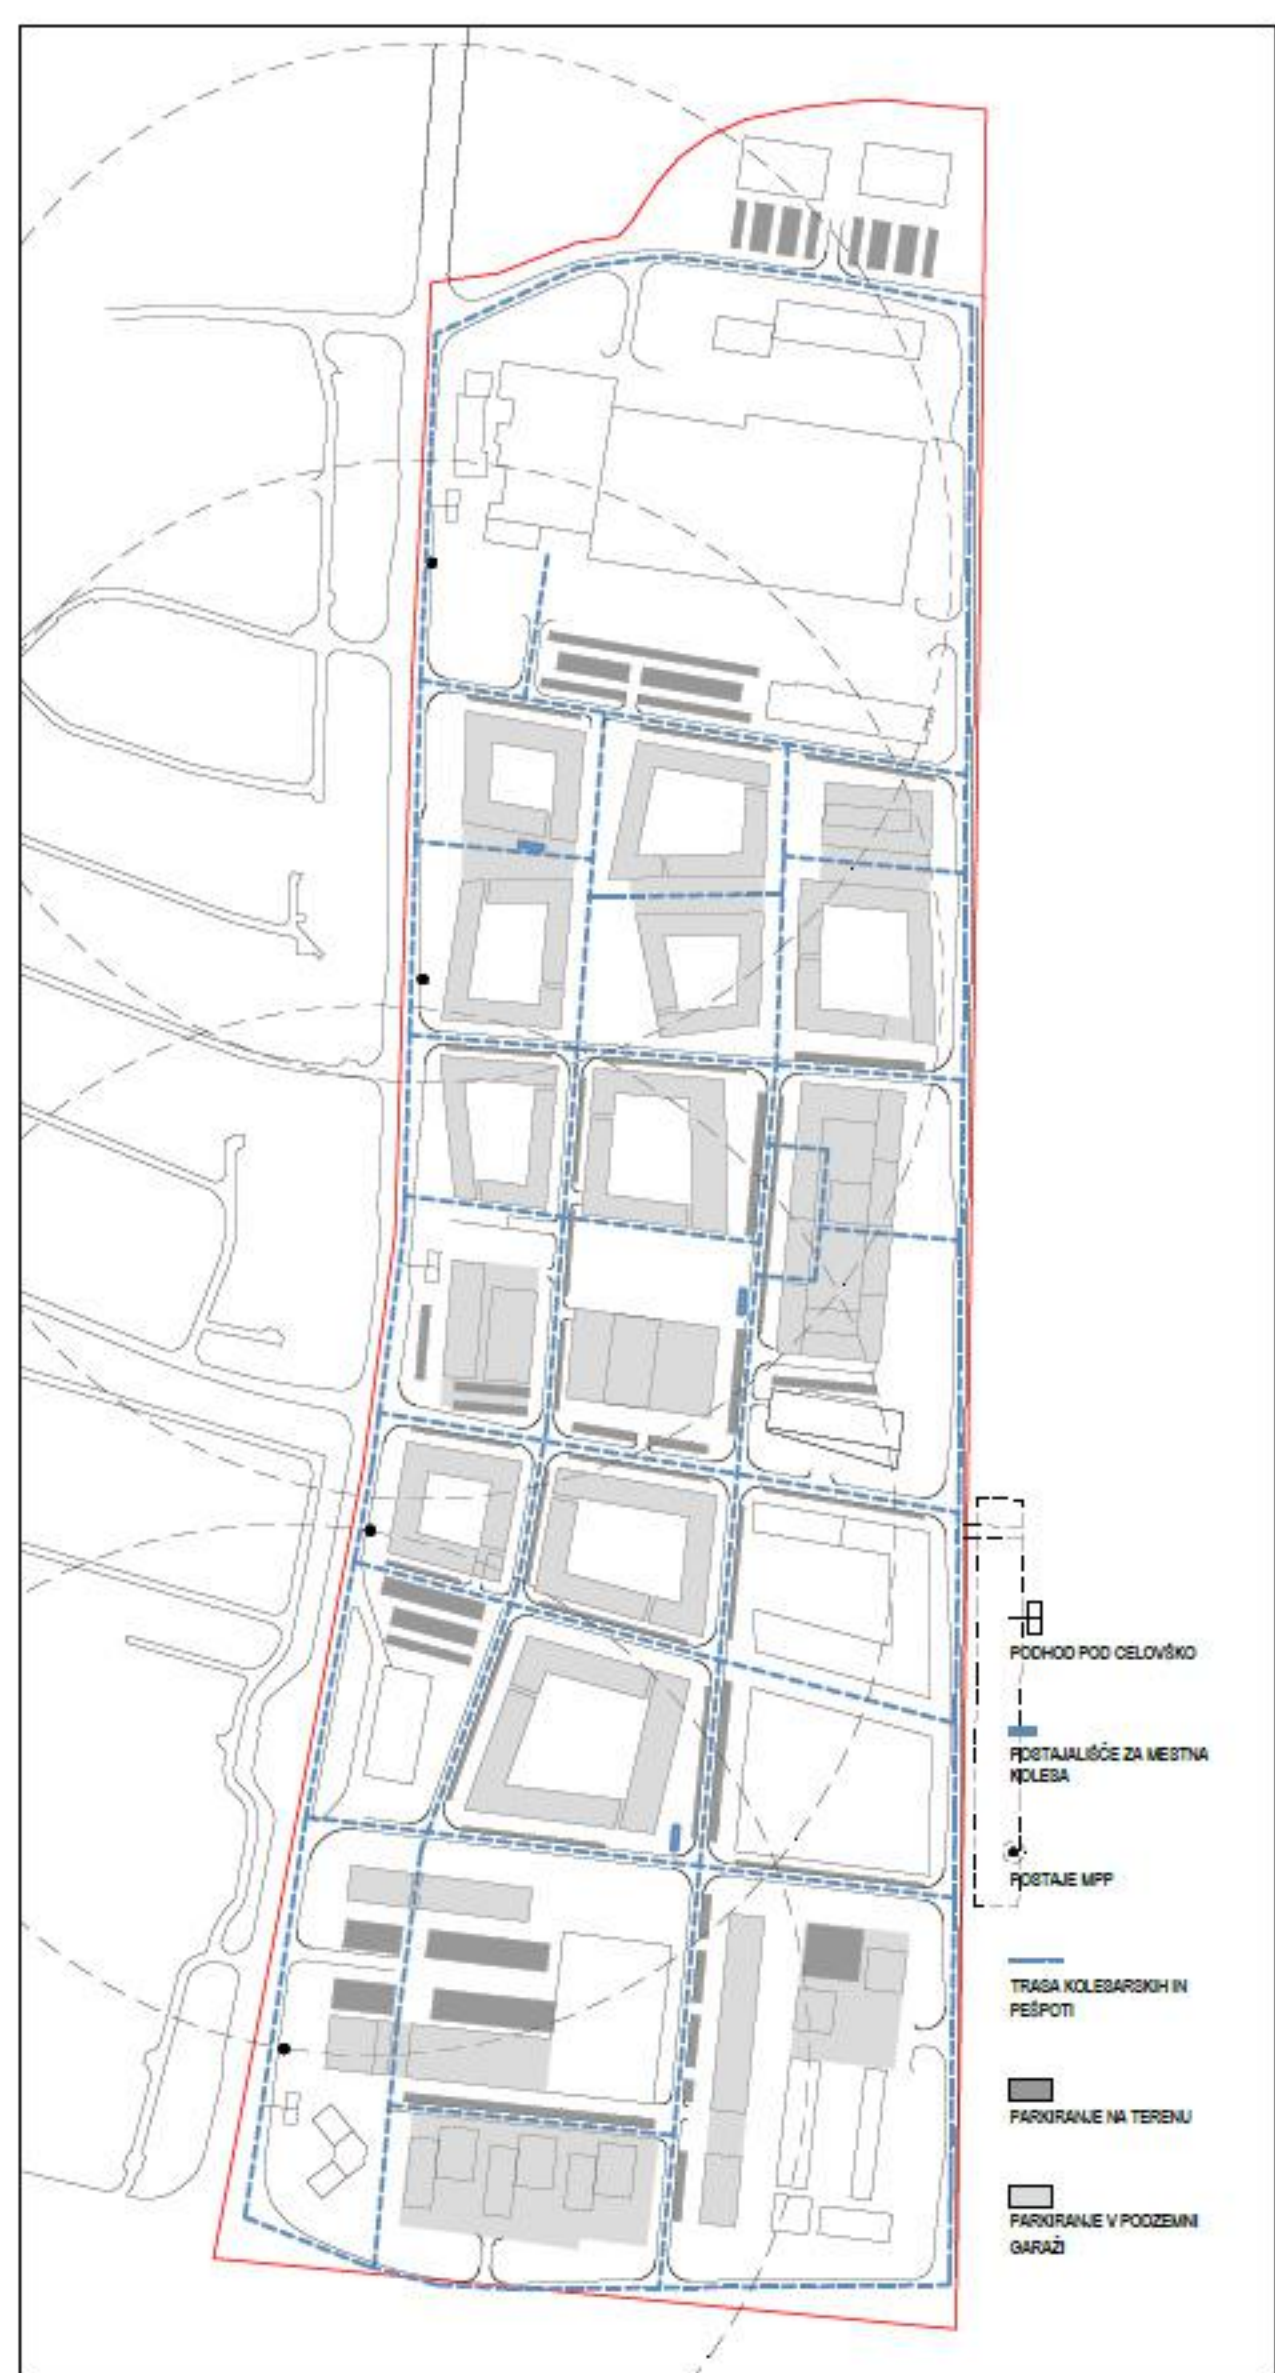 PODHOD POD CELOVŠKO
POSTAJALIŠČE ZA MESTNA
KOLESA
POSTAJE MPP
TRASA KOLESARSKIH IN
PEŠPOTI
PARKIRANJE NA TERENU
PARKIRANJE V PODZEMNI
GARAŽI